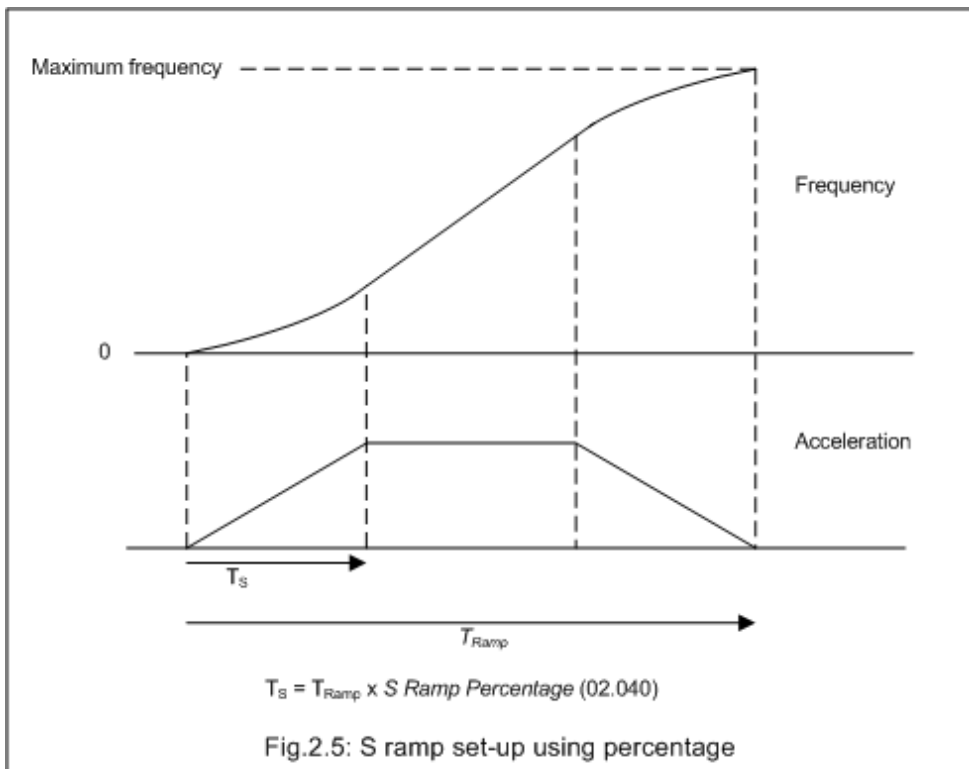 Maximum frequency
Frequency
0
Acceleration
TS
TRamp
TS = TRamp x S Ramp Percentage (02.040)
Fig.2.5: S ramp set-up using percentage